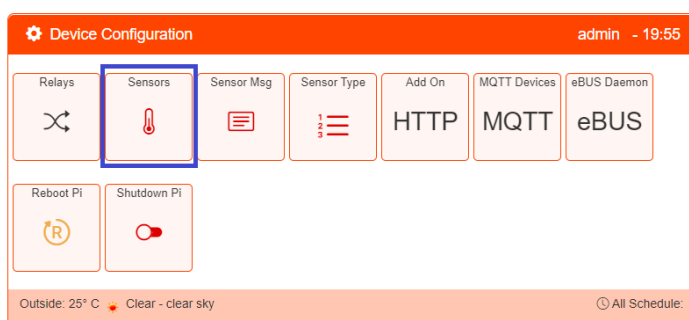 Device Configuration admin - 19:55
Relays Sensors Sensor Msg Sensor Type Add On MQTT Devices eBUS Daemon
1
2
3
HTTP MQTT eBUS
Reboot Pi Shutdown Pi
R
Outside: 25° C Clear - clear sky All Schedule: